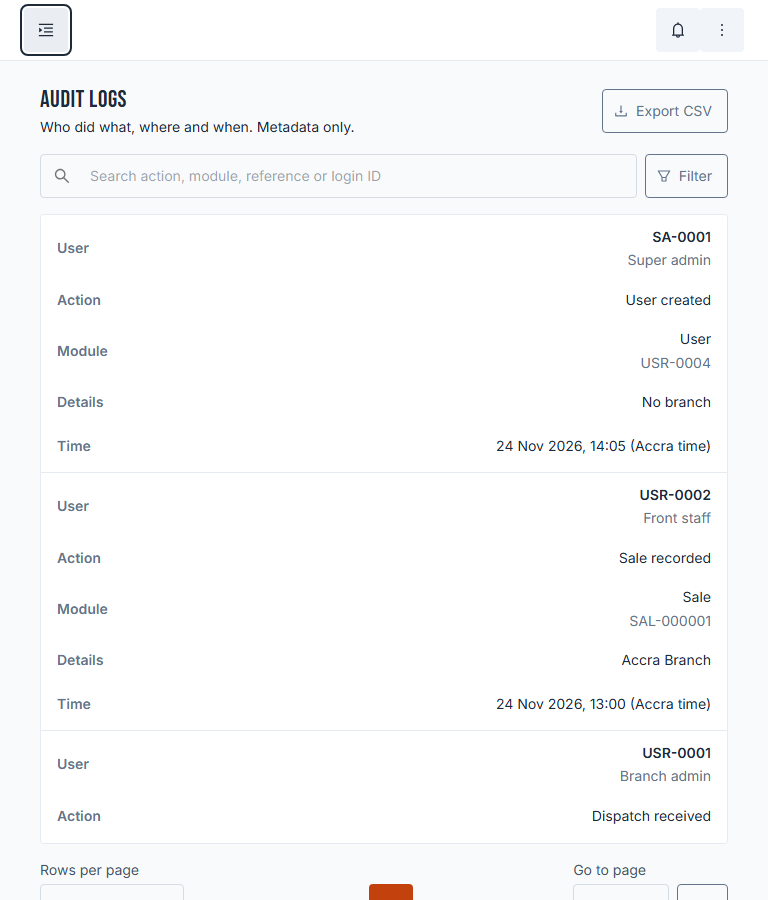 AUDIT LOGS
Who did what, where and when. Metadata only.
Export CSV
Search action, module, reference or login ID
Filter
User
SA-0001
Super admin
Action
User created
Module
User
USR-0004
Details
No branch
Time
24 Nov 2026, 14:05 (Accra time)
User
USR-0002
Front staff
Action
Sale recorded
Module
Sale
SAL-000001
Details
Accra Branch
Time
24 Nov 2026, 13:00 (Accra time)
User
USR-0001
Branch admin
Action
Dispatch received
Rows per page
Go to page